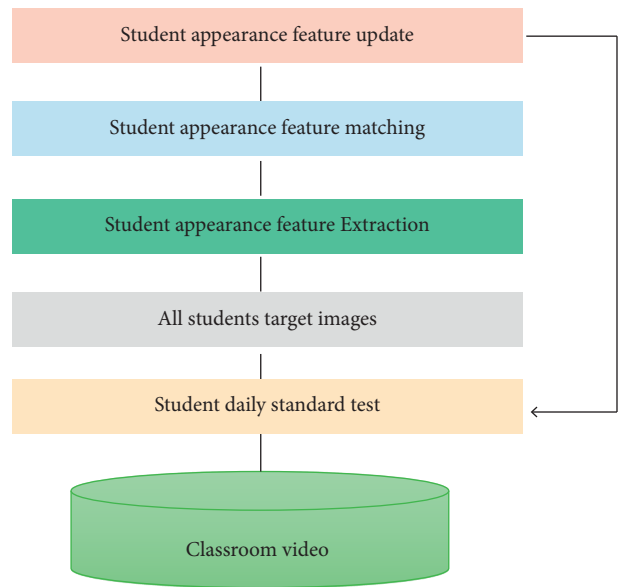 Student appearance feature update
Student appearance feature matching
Student appearance feature Extraction
All students target images
Student daily standard test
Classroom video